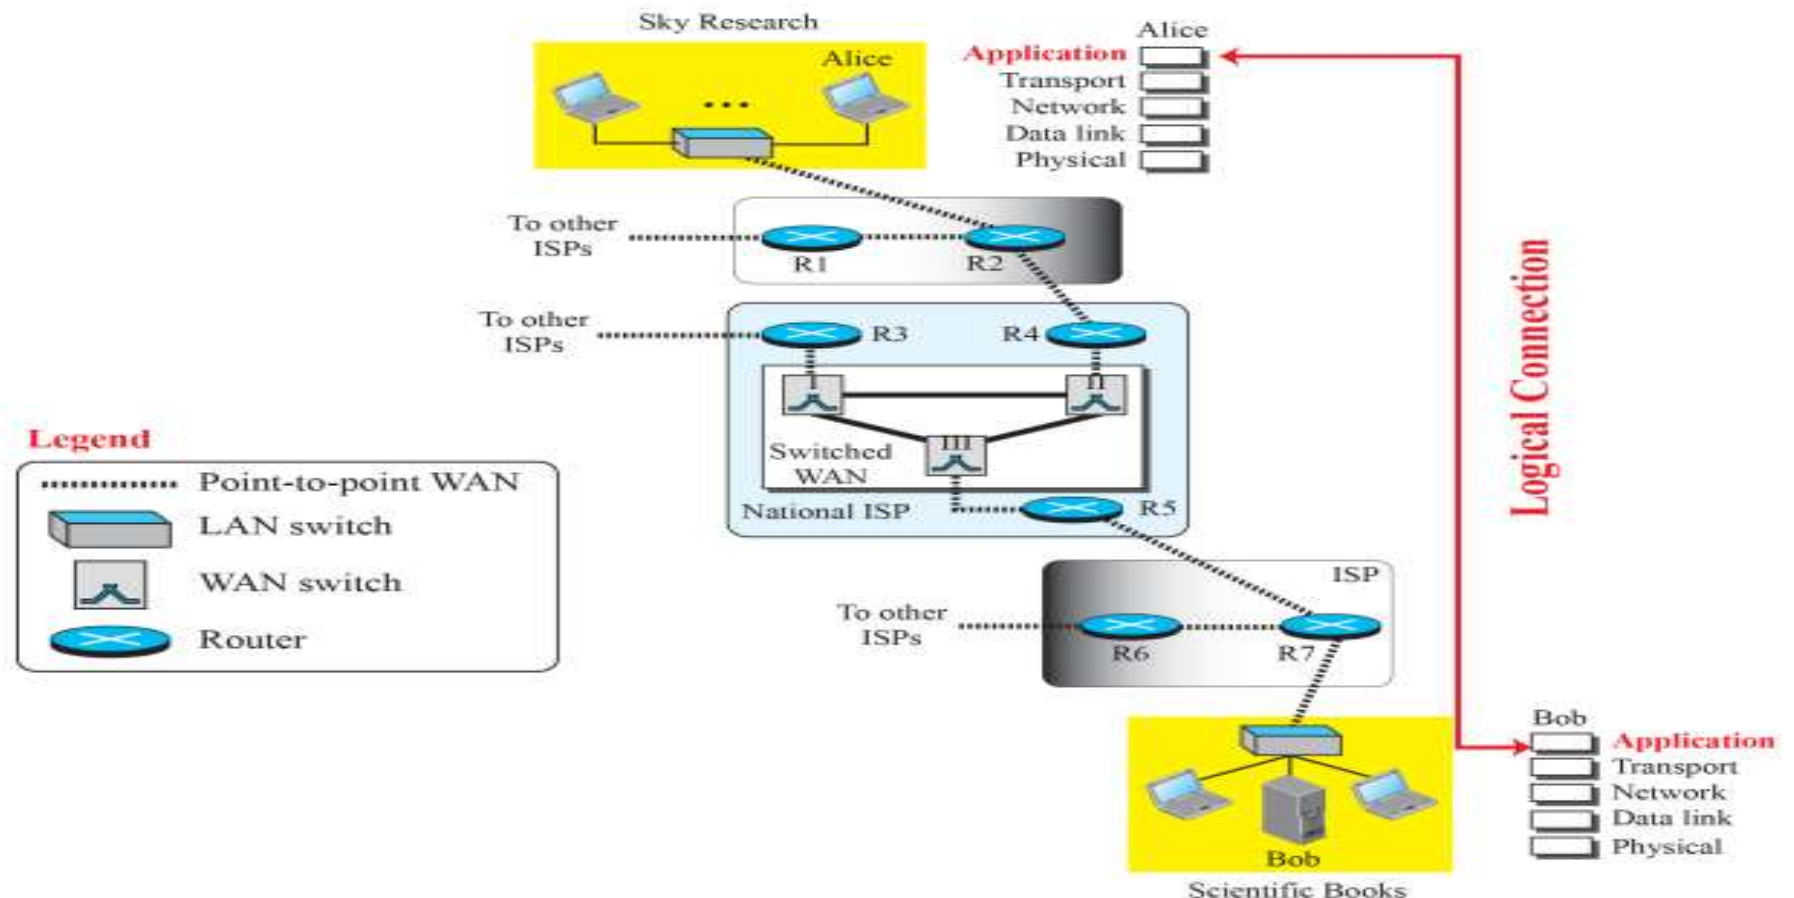 Sky Research
Alice
Alice
Application
Transport
Network
Data link
Physical
To other
ISPs
R1
R2
To other
ISPs
R3
R4
I
II
III
Switched
WAN
National ISP
R5
Logical Connection
Legend
Point-to-point WAN
LAN switch
WAN switch
Router
ISP
To other
ISPs
R6
R7
Bob
Scientific Books
Bob
Application
Transport
Network
Data link
Physical